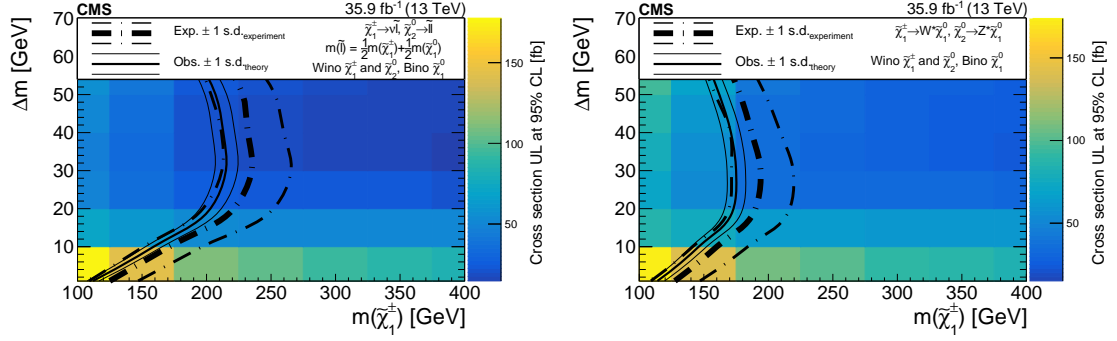 CMS 35.9 fb⁻¹ (13 TeV)
Exp. ± 1 s.d.experiment χ̃₁±→νl̃, χ̃₂⁰→l̃l
m(l̃) = ½m(χ̃₁±)+½m(χ̃₁⁰)
Obs. ± 1 s.d.theory Wino χ̃₁± and χ̃₂⁰, Bino χ̃₁⁰
Δm [GeV]
70
60
50
40
30
20
10
100 150 200 250 300 350 400
m(χ̃₁±) [GeV]
150
100
50
Cross section UL at 95% CL [fb]
CMS 35.9 fb⁻¹ (13 TeV)
Exp. ± 1 s.d.experiment χ̃₁±→W*χ̃₁⁰, χ̃₂⁰→Z*χ̃₁⁰
Obs. ± 1 s.d.theory Wino χ̃₁± and χ̃₂⁰, Bino χ̃₁⁰
Δm [GeV]
70
60
50
40
30
20
10
100 150 200 250 300 350 400
m(χ̃₁±) [GeV]
150
100
50
Cross section UL at 95% CL [fb]